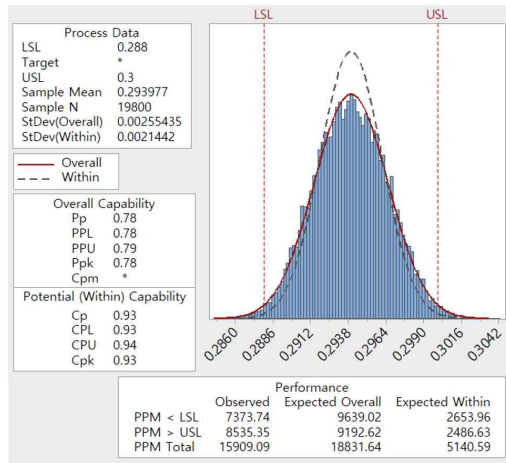 LSL USL
Process Data
LSL 0.288
Target *
USL 0.3
Sample Mean 0.293977
Sample N 19800
StDev(Overall) 0.00255435
StDev(Within) 0.0021442
Overall
Within
Overall Capability
Pp 0.78
PPL 0.78
PPU 0.79
Ppk 0.78
Cpm *
Potential (Within) Capability
Cp 0.93
CPL 0.93
CPU 0.94
Cpk 0.93
0.2860 0.2886 0.2912 0.2938 0.2964 0.2990 0.3016 0.3042
Performance
Observed Expected Overall Expected Within
PPM < LSL 7373.74 9639.02 2653.96
PPM > USL 8535.35 9192.62 2486.63
PPM Total 15909.09 18831.64 5140.59